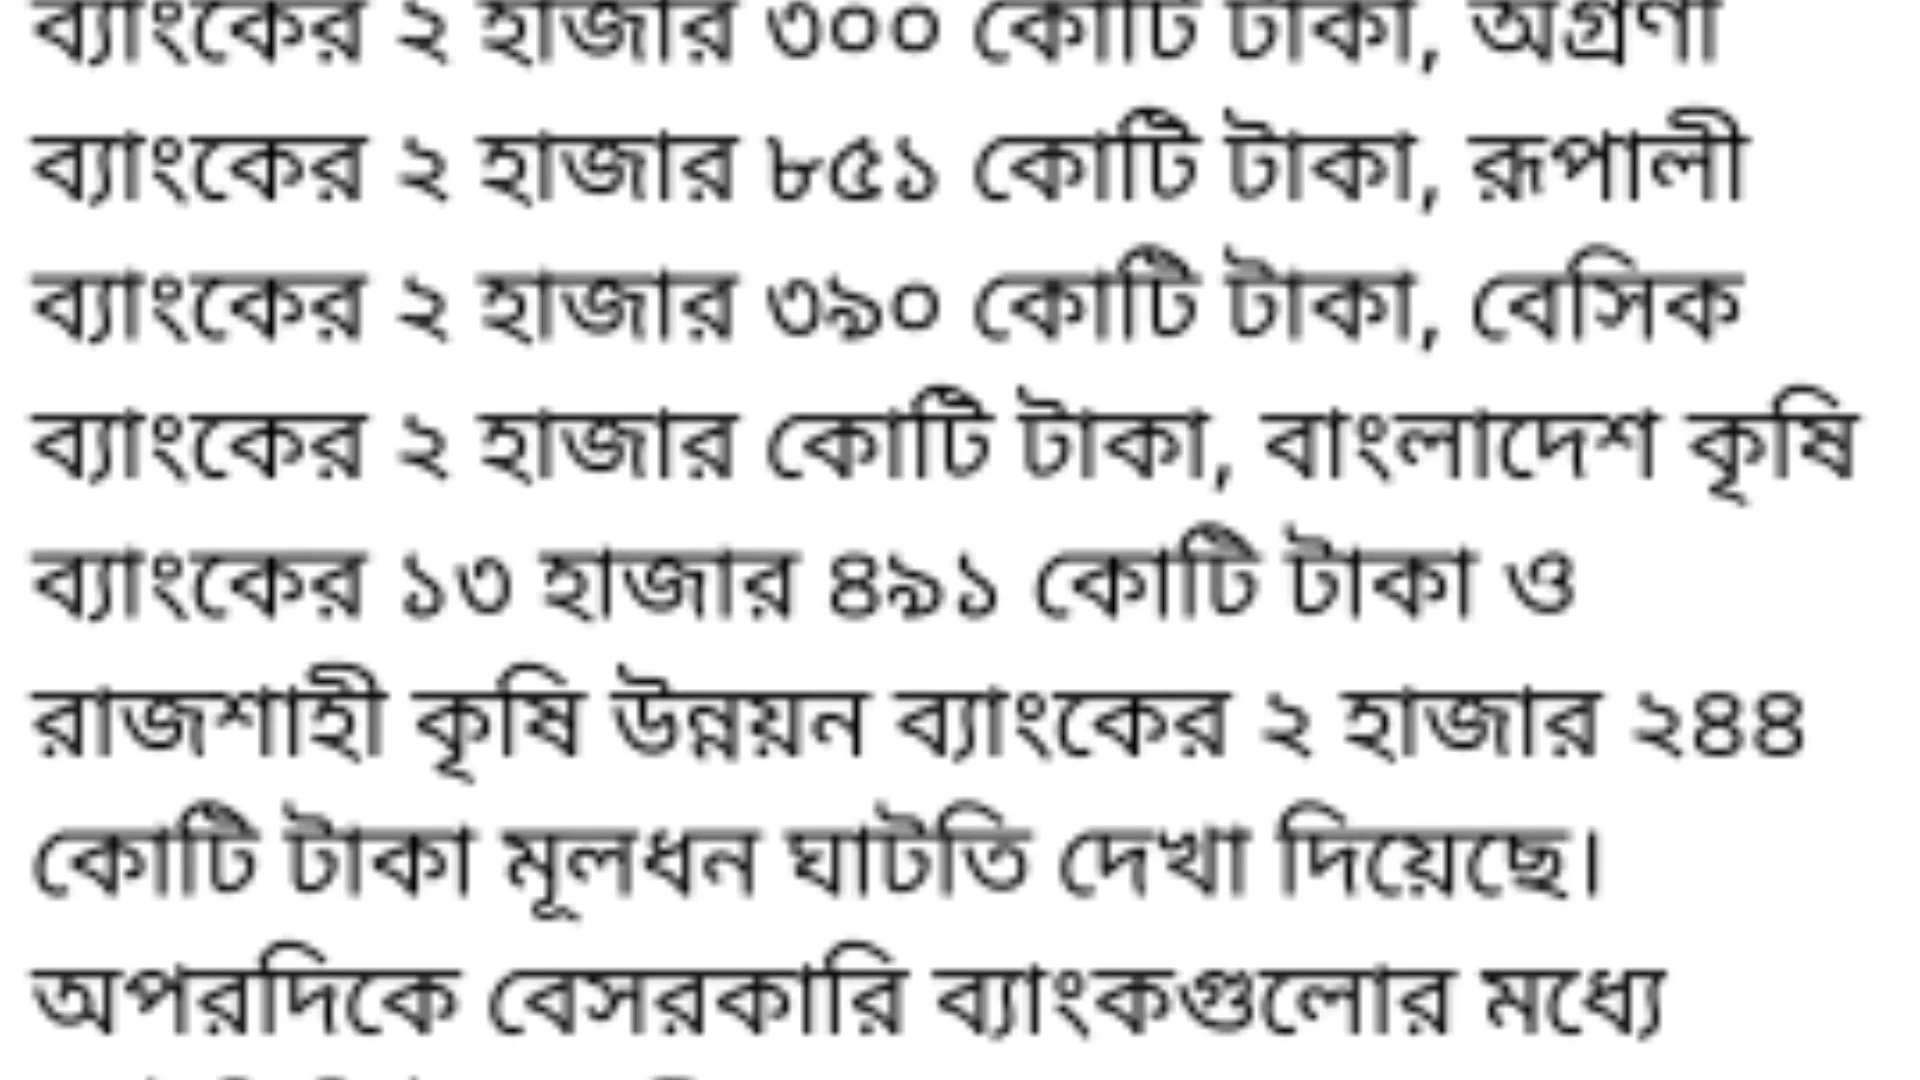 ব্যাংকের ২ হাজার ৩০০ কোটি টাকা, অগ্রণী
ব্যাংকের ২ হাজার ৮৫১ কোটি টাকা, রূপালী
ব্যাংকের ২ হাজার ৩৯০ কোটি টাকা, বেসিক
ব্যাংকের ২ হাজার কোটি টাকা, বাংলাদেশ কৃষি
ব্যাংকের ১৩ হাজার ৪৯১ কোটি টাকা ও
রাজশাহী কৃষি উন্নয়ন ব্যাংকের ২ হাজার ২৪৪
কোটি টাকা মূলধন ঘাটতি দেখা দিয়েছে।
অপরদিকে বেসরকারি ব্যাংকগুলোর মধ্যে